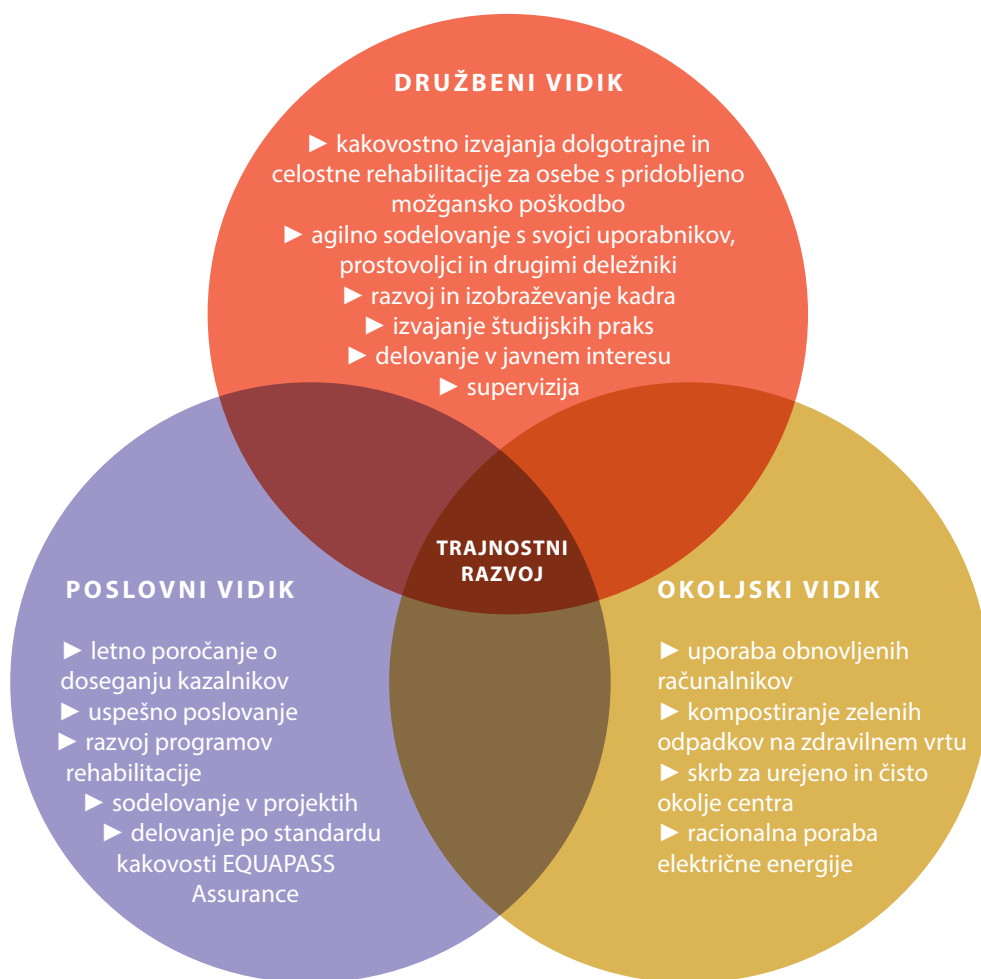 DRUŽBENI VIDIK
► kakovostno izvajanja dolgotrajne in
celostne rehabilitacije za osebe s pridobljeno
možgansko poškodbo
► agilno sodelovanje s svojci uporabnikov,
prostovoljci in drugimi deležniki
► razvoj in izobraževanje kadra
► izvajanje študijskih praks
► delovanje v javnem interesu
► supervizija
TRAJNOSTNI
RAZVOJ
POSLOVNI VIDIK
► letno poročanje o
doseganju kazalnikov
► uspešno poslovanje
► razvoj programov
rehabilitacije
► sodelovanje v projektih
► delovanje po standardu
kakovosti EQUAPASS
Assurance
OKOLJSKI VIDIK
► uporaba obnovljenih
računalnikov
► kompostiranje zelenih
odpadkov na zdravilnem vrtu
► skrb za urejeno in čisto
okolje centra
► racionalna poraba
električne energije